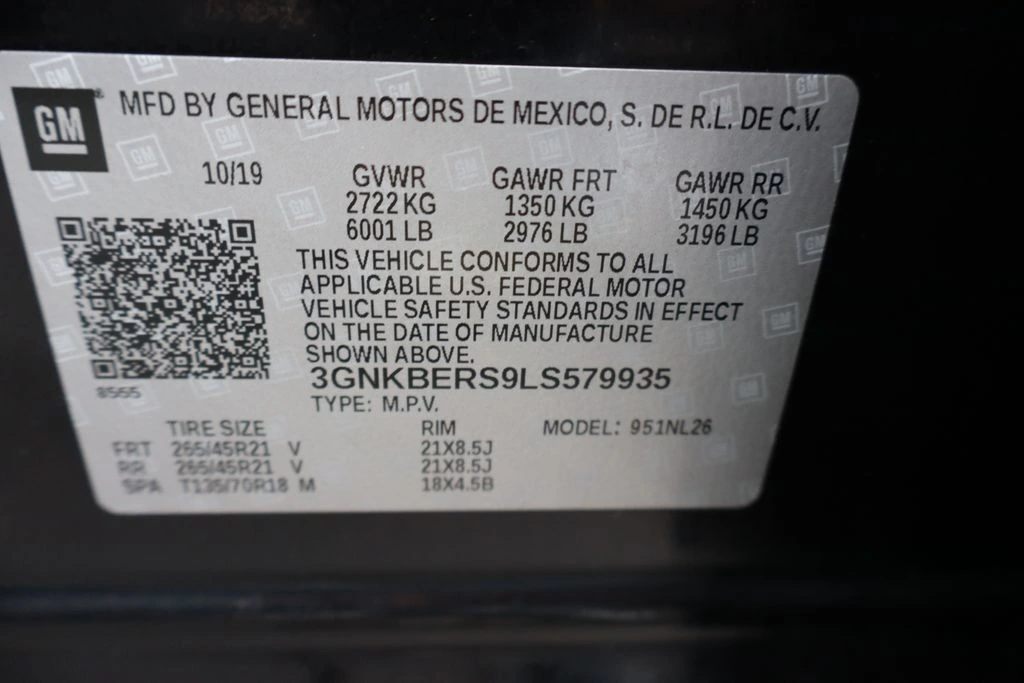 GM
MFD BY GENERAL MOTORS DE MEXICO, S. DE R.L. DE C.V.
10/19 GVWR GAWR FRT GAWR RR
2722 KG 1350 KG 1450 KG
6001 LB 2976 LB 3196 LB
THIS VEHICLE CONFORMS TO ALL
APPLICABLE U.S. FEDERAL MOTOR
VEHICLE SAFETY STANDARDS IN EFFECT
ON THE DATE OF MANUFACTURE
SHOWN ABOVE.
3GNKBERS9LS579935
8565
TYPE: M.P.V.
TIRE SIZE RIM MODEL: 951NL26
FRT 265/45R21 V 21X8.5J
RR 265/45R21 V 21X8.5J
SPA T135/70R18 M 18X4.5B